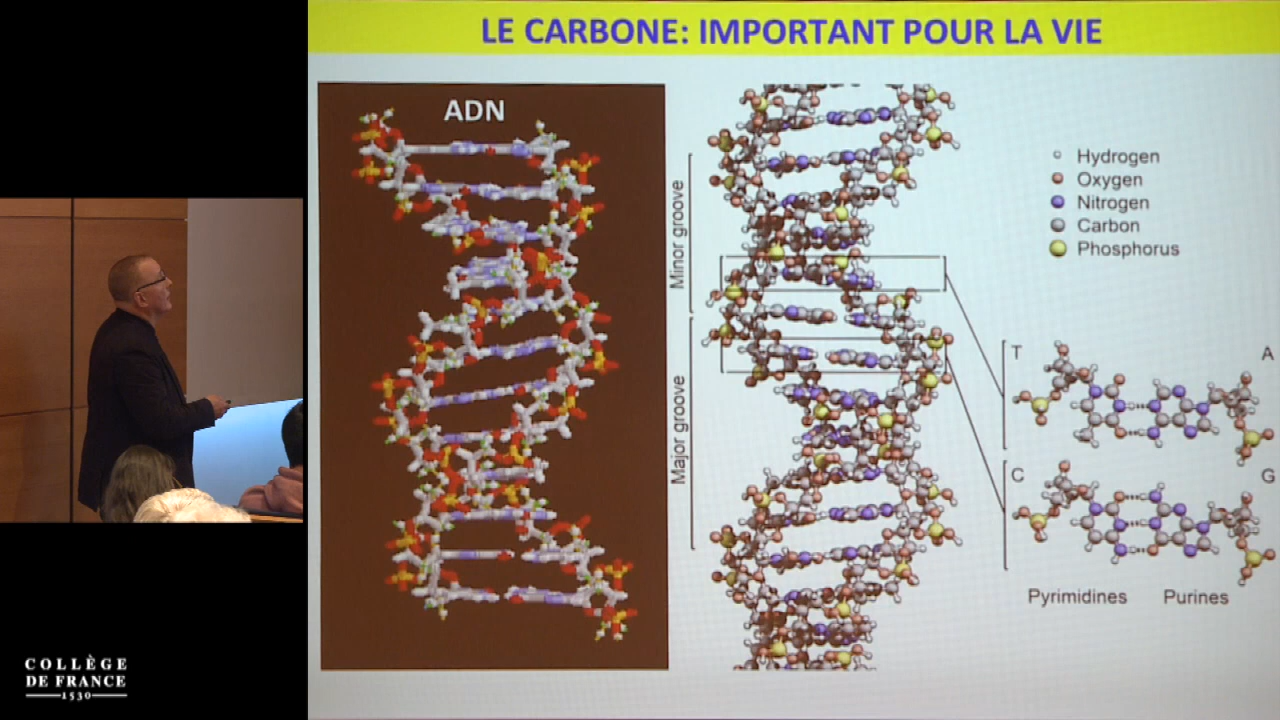 LE CARBONE: IMPORTANT POUR LA VIE
ADN
Minor groove
Major groove
Hydrogen
Oxygen
Nitrogen
Carbon
Phosphorus
T
A
C
G
Pyrimidines
Purines
COLLÈGE
DE FRANCE
1530